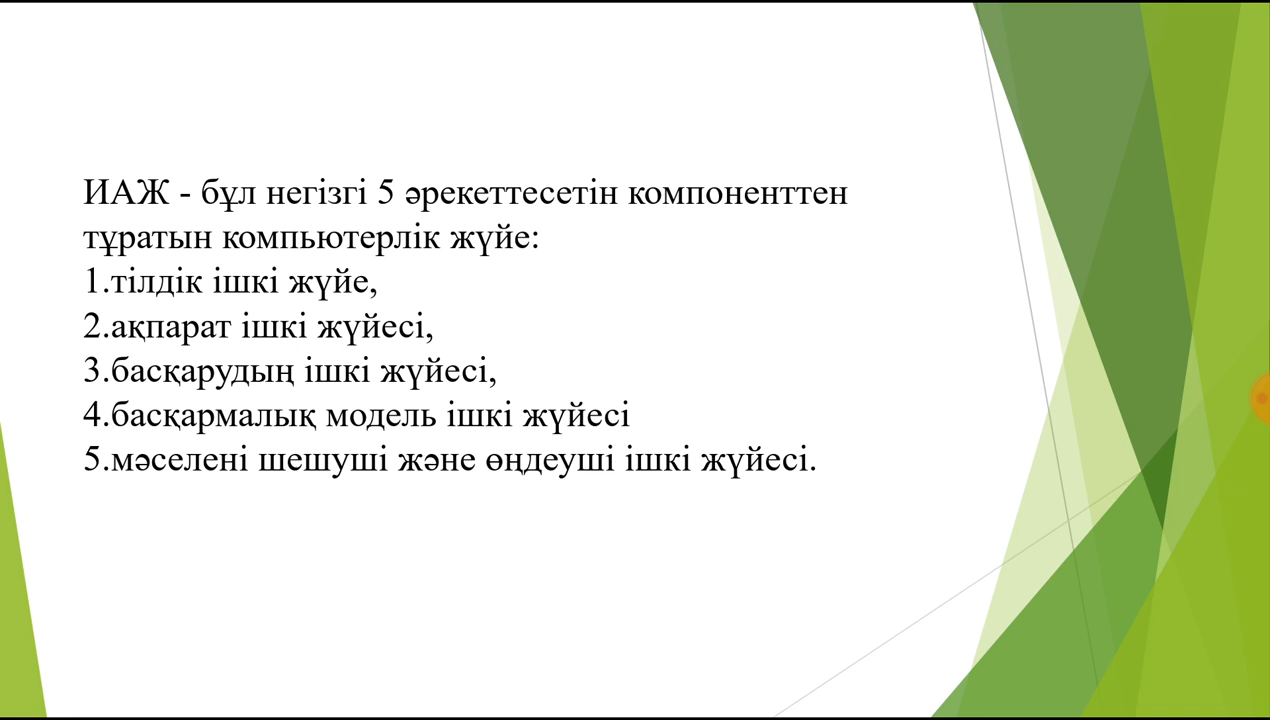 ИАЖ - бұл негізгі 5 әрекеттесетін компоненттен
тұратын компьютерлік жүйе:
1.тілдік ішкі жүйе,
2.ақпарат ішкі жүйесі,
3.басқарудың ішкі жүйесі,
4.басқармалық модель ішкі жүйесі
5.мәселені шешуші және өңдеуші ішкі жүйесі.